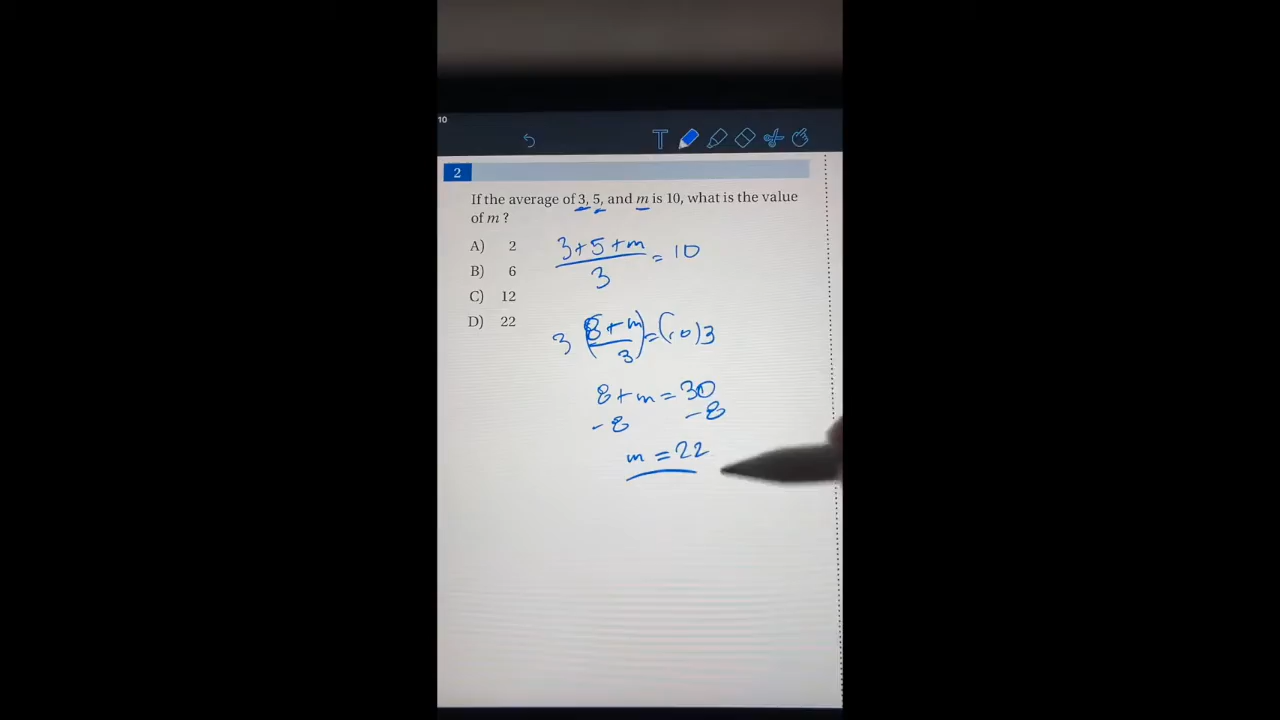 10
T
2
If the average of 3, 5, and m is 10, what is the value
of m ?
A) 2
B) 6
C) 12
D) 22
3+5+m
= 10
3
3 (8+m) = (10)3
3
8+m = 30
-8 -8
m = 22